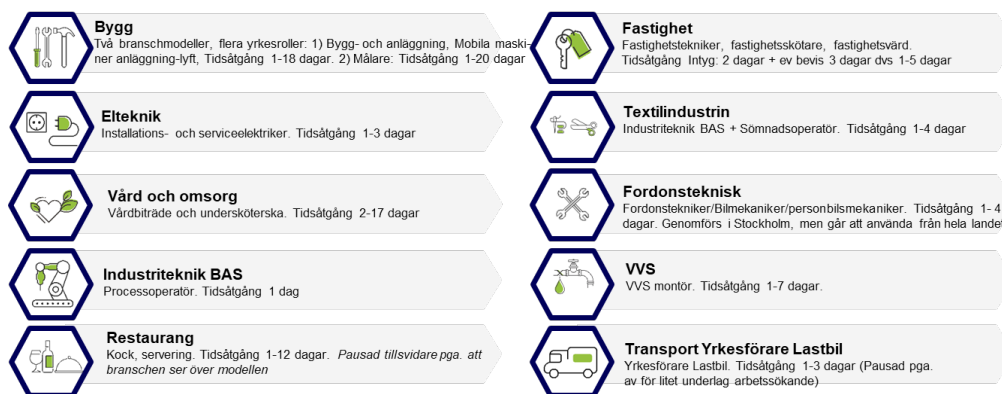 Bygg
Två branschmodeller, flera yrkesroller: 1) Bygg- och anläggning, Mobila maski-
ner anläggning-lyft, Tidsåtgång 1-18 dagar. 2) Målare: Tidsåtgång 1-20 dagar
Elteknik
Installations- och serviceelektriker. Tidsåtgång 1-3 dagar
Vård och omsorg
Vårdbiträde och undersköterska. Tidsåtgång 2-17 dagar
Industriteknik BAS
Processoperatör. Tidsåtgång 1 dag
Restaurang
Kock, servering. Tidsåtgång 1-12 dagar. Pausad tillsvidare pga. att
branschen ser över modellen
Fastighet
Fastighetstekniker, fastighetsskötare, fastighetsvärd.
Tidsåtgång Intyg: 2 dagar + ev bevis 3 dagar dvs 1-5 dagar
Textilindustrin
Industriteknik BAS + Sömnadsoperatör. Tidsåtgång 1-4 dagar
Fordonsteknisk
Fordonstekniker/Bilmekaniker/personbilsmekaniker. Tidsåtgång 1- 4
dagar. Genomförs i Stockholm, men går att använda från hela landet
VVS
VVS montör. Tidsåtgång 1-7 dagar.
Transport Yrkesförare Lastbil
Yrkesförare Lastbil. Tidsåtgång 1-3 dagar (Pausad pga.
av för litet underlag arbetssökande)